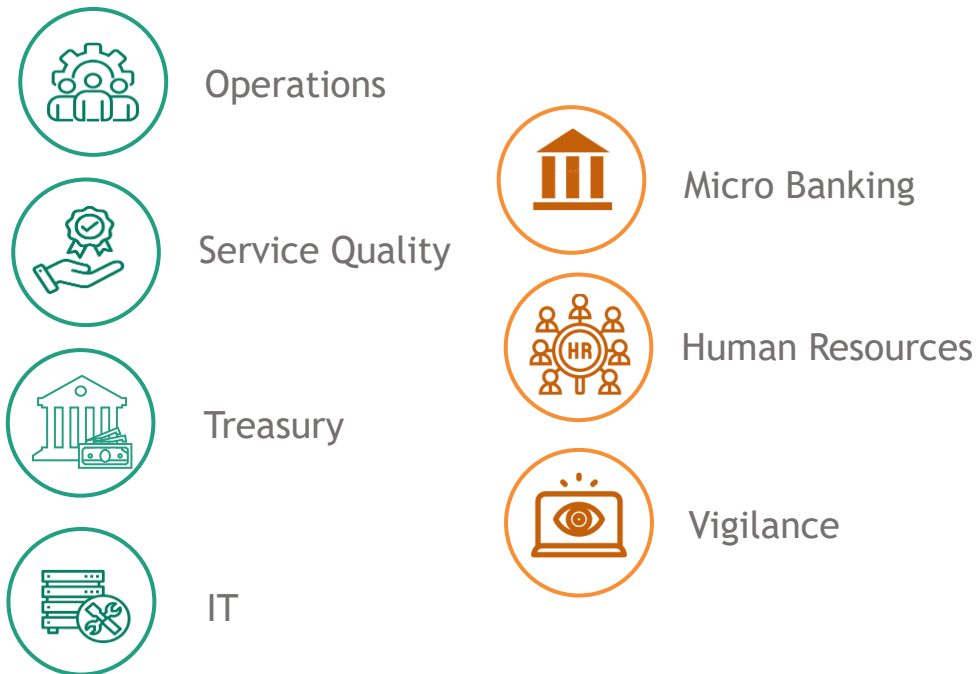 Operations
Service Quality
Treasury
IT
Micro Banking
HR
Human Resources
Vigilance